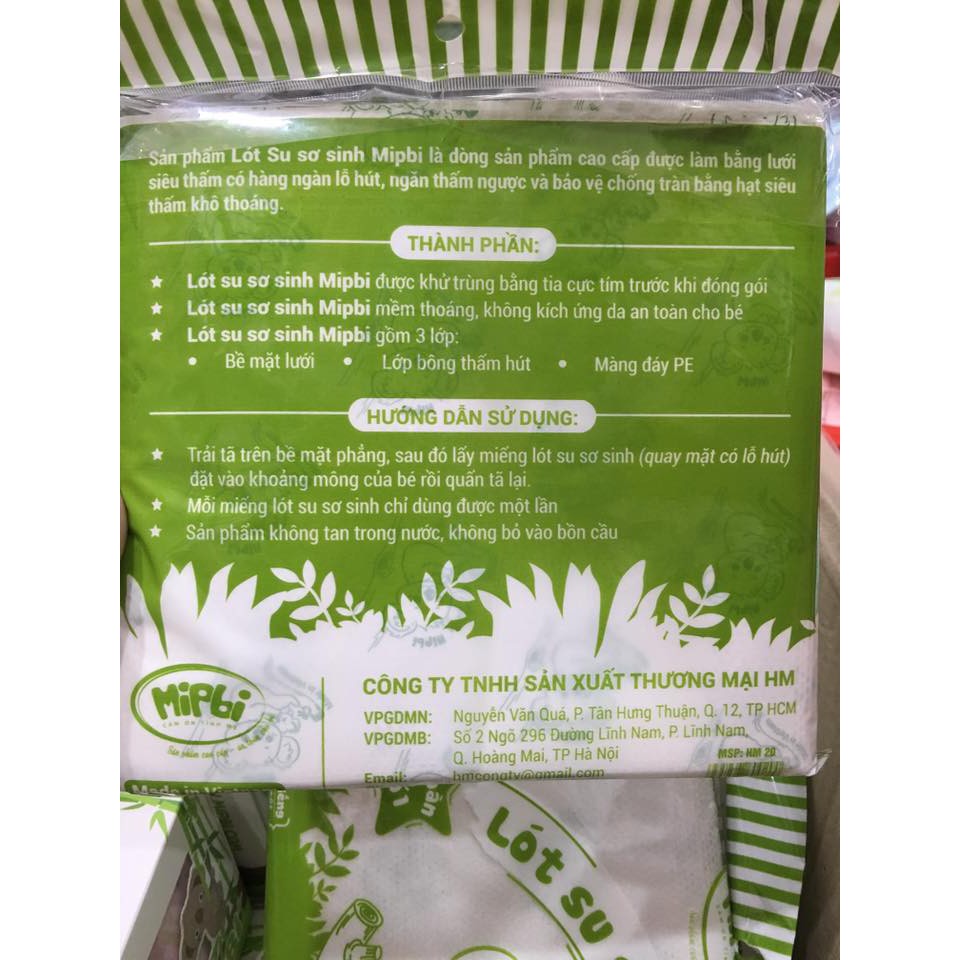 Sản phẩm Lót Su sơ sinh Mipbi là dòng sản phẩm cao cấp được làm bằng lưới
siêu thấm có hàng ngàn lỗ hút, ngăn thấm ngược và bảo vệ chống tràn bằng hạt siêu
thấm khô thoáng.
THÀNH PHẦN:
★ Lót su sơ sinh Mipbi được khử trùng bằng tia cực tím trước khi đóng gói
★ Lót su sơ sinh Mipbi mềm thoáng, không kích ứng da an toàn cho bé
★ Lót su sơ sinh Mipbi gồm 3 lớp:
• Bề mặt lưới • Lớp bông thấm hút • Màng đáy PE
HƯỚNG DẪN SỬ DỤNG:
★ Trải tã trên bề mặt phẳng, sau đó lấy miếng lót su sơ sinh (quay mặt có lỗ hút)
đặt vào khoảng mông của bé rồi quấn tã lại.
★ Mỗi miếng lót su sơ sinh chỉ dùng được một lần
★ Sản phẩm không tan trong nước, không bỏ vào bồn cầu
MiPbi
CÔNG TY TNHH SẢN XUẤT THƯƠNG MẠI HM
VPGDMN: Nguyễn Văn Quá, P. Tân Hưng Thuận, Q. 12, TP HCM
VPGDMB: Số 2 Ngõ 296 Đường Lĩnh Nam, P. Lĩnh Nam,
Q. Hoàng Mai, TP Hà Nội
MSP: HM 20
Email: hmcongty@gmail.com
Made in
Lót su